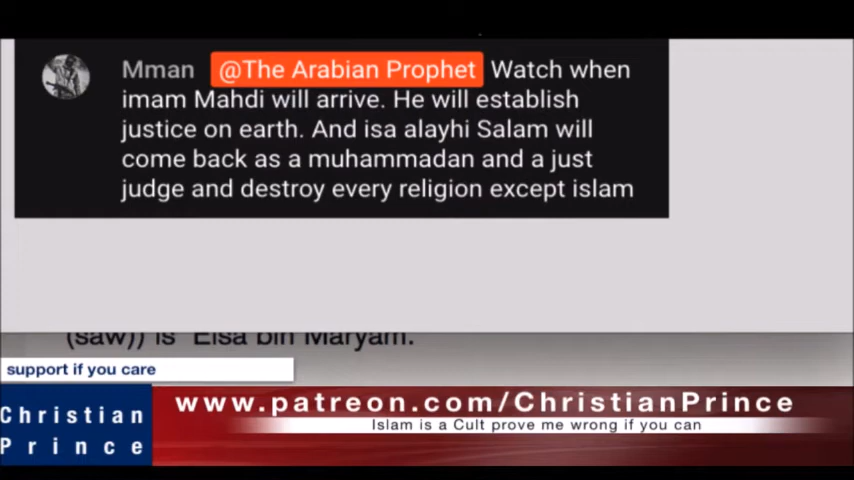 Mman @The Arabian Prophet Watch when
imam Mahdi will arrive. He will establish
justice on earth. And isa alayhi Salam will
come back as a muhammadan and a just
judge and destroy every religion except islam
(saw)) is Eisa bin Maryam.
support if you care
Christian
Prince
www.patreon.com/ChristianPrince
Islam is a Cult prove me wrong if you can